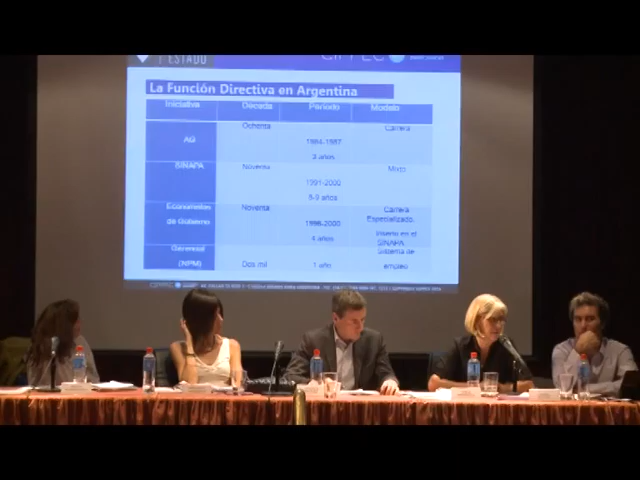 ESTADO
CIPPEC
La Función Directiva en Argentina
Iniciativa Década Período Modelo
AG Ochenta 1984-1987 3 años Carrera
SINAPA Noventa 1991-2000 8-9 años Mixto
Economistas de Gobierno Noventa 1996-2000 4 años Carrera Especializado. Inserto en el SINAPA
Gerencial (NPM) Dos mil 1 año Sistema de empleo